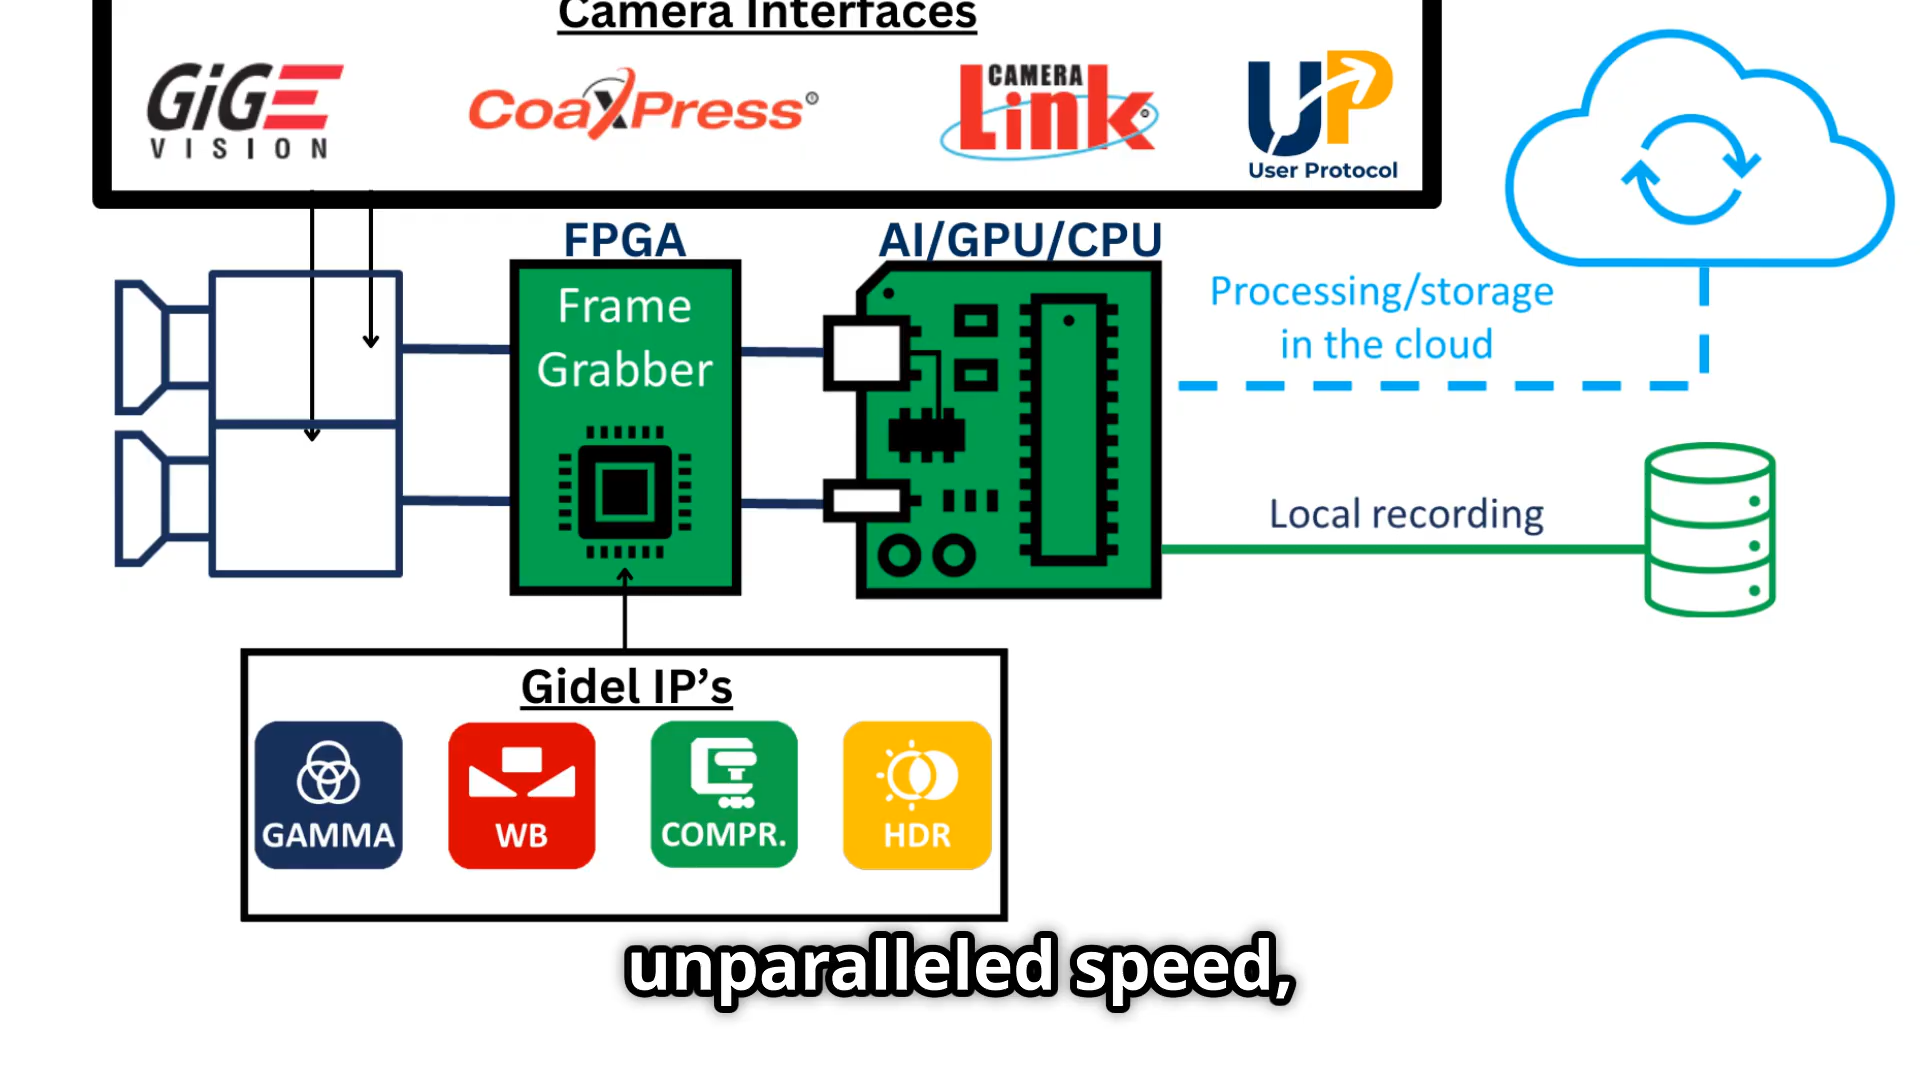 Camera Interfaces
GiGE
VISION
CoaXPress®
CAMERA
Link®
UP
User Protocol
FPGA
AI/GPU/CPU
Frame
Grabber
Processing/storage
in the cloud
Local recording
Gidel IP’s
GAMMA
WB
COMPR.
HDR
unparalleled speed,